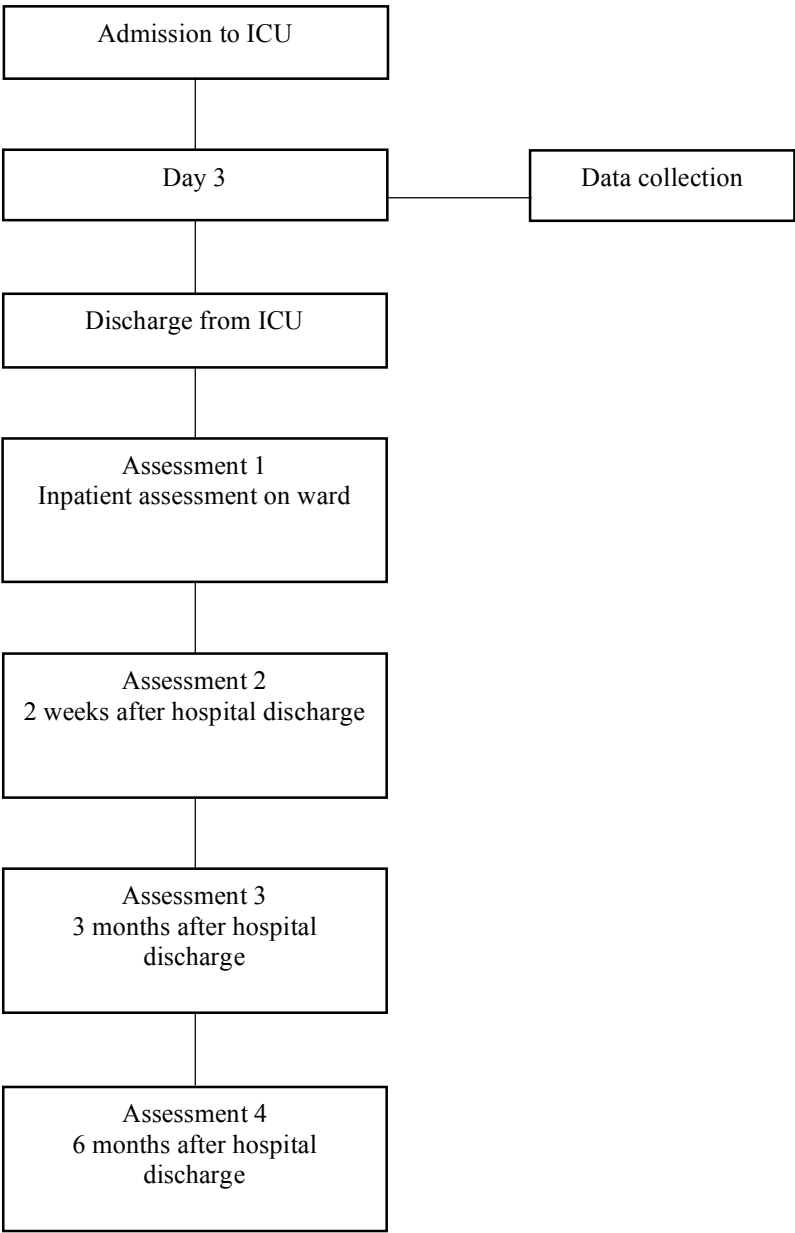 Admission to ICU
Day 3
Data collection
Discharge from ICU
Assessment 1
Inpatient assessment on ward
Assessment 2
2 weeks after hospital discharge
Assessment 3
3 months after hospital
discharge
Assessment 4
6 months after hospital
discharge